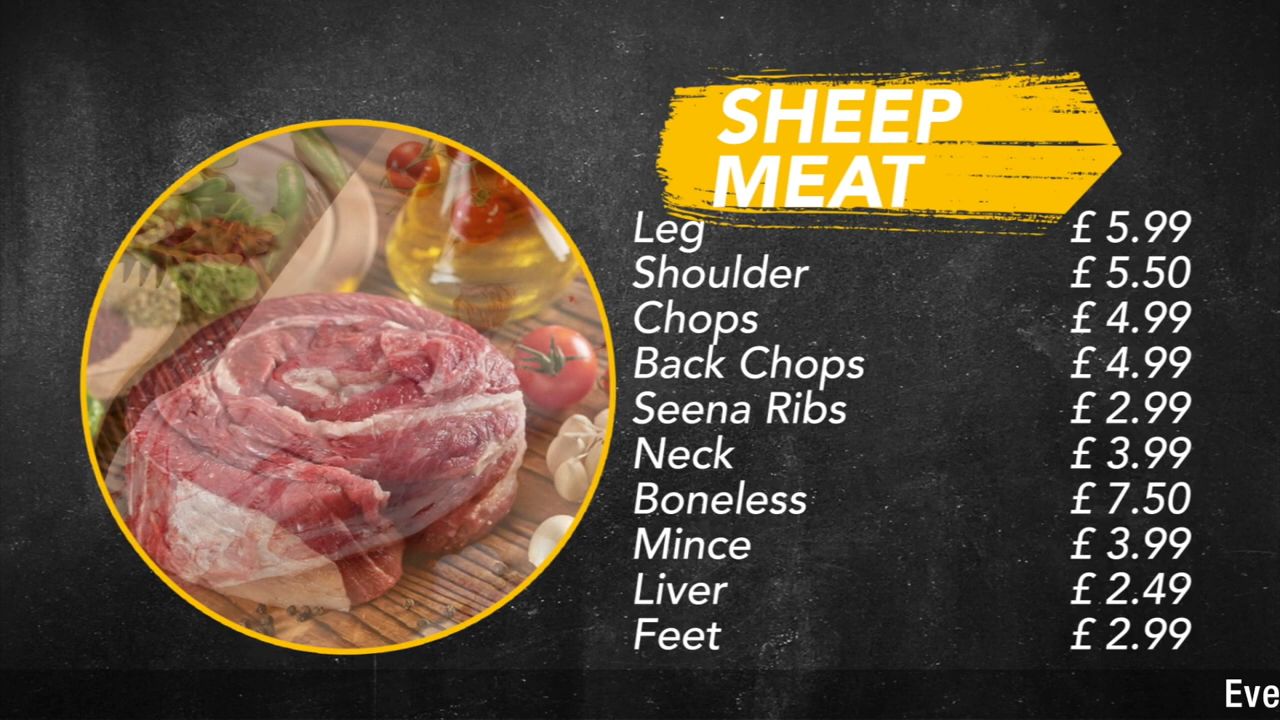 SHEEP
MEAT
Leg £ 5.99
Shoulder £ 5.50
Chops £ 4.99
Back Chops £ 4.99
Seena Ribs £ 2.99
Neck £ 3.99
Boneless £ 7.50
Mince £ 3.99
Liver £ 2.49
Feet £ 2.99
Eve